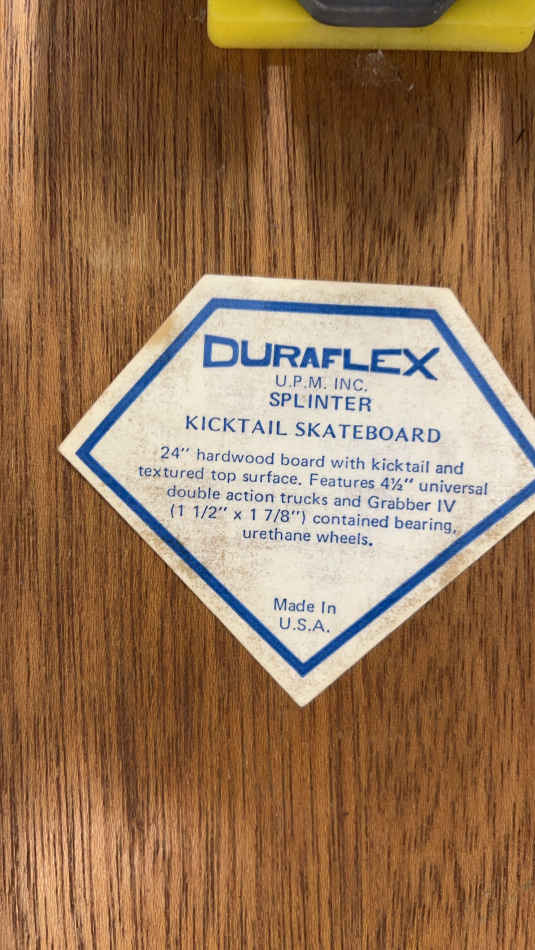 DURAFLEX
U.P.M. INC.
SPLINTER
KICKTAIL SKATEBOARD
24" hardwood board with kicktail and
textured top surface. Features 4½" universal
double action trucks and Grabber IV
(1 1/2" x 1 7/8") contained bearing,
urethane wheels.
Made In
U.S.A.